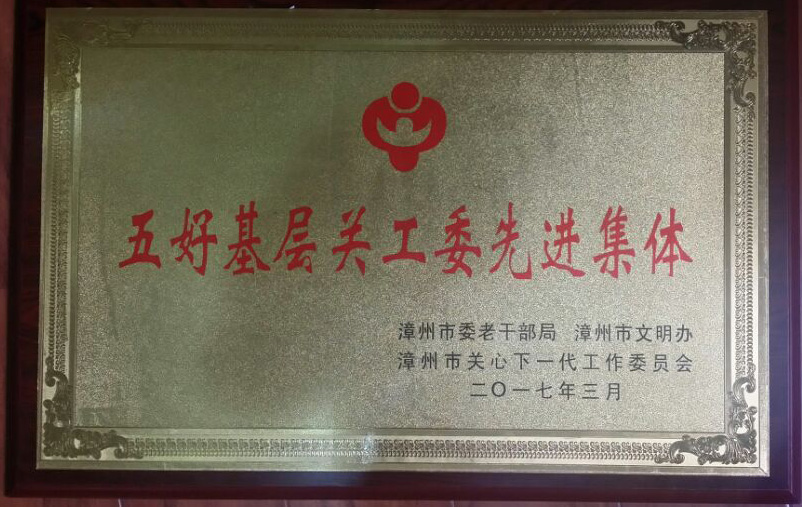 五好基层关工委先进集体
漳州市委老干部局 漳州市文明办
漳州市关心下一代工作委员会
二〇一七年三月